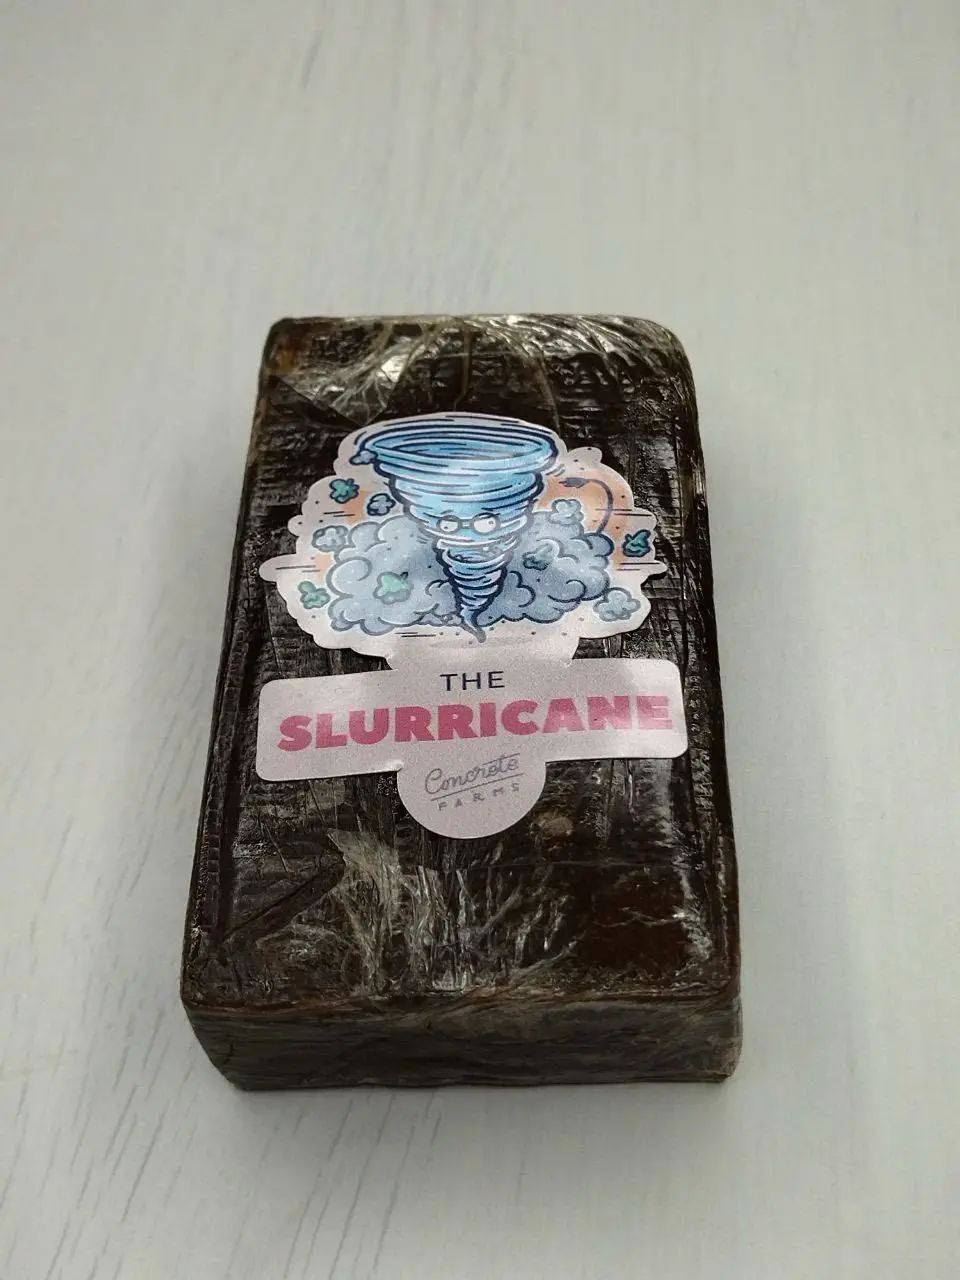 THE
SLURRICANE
Concrete
FARMS